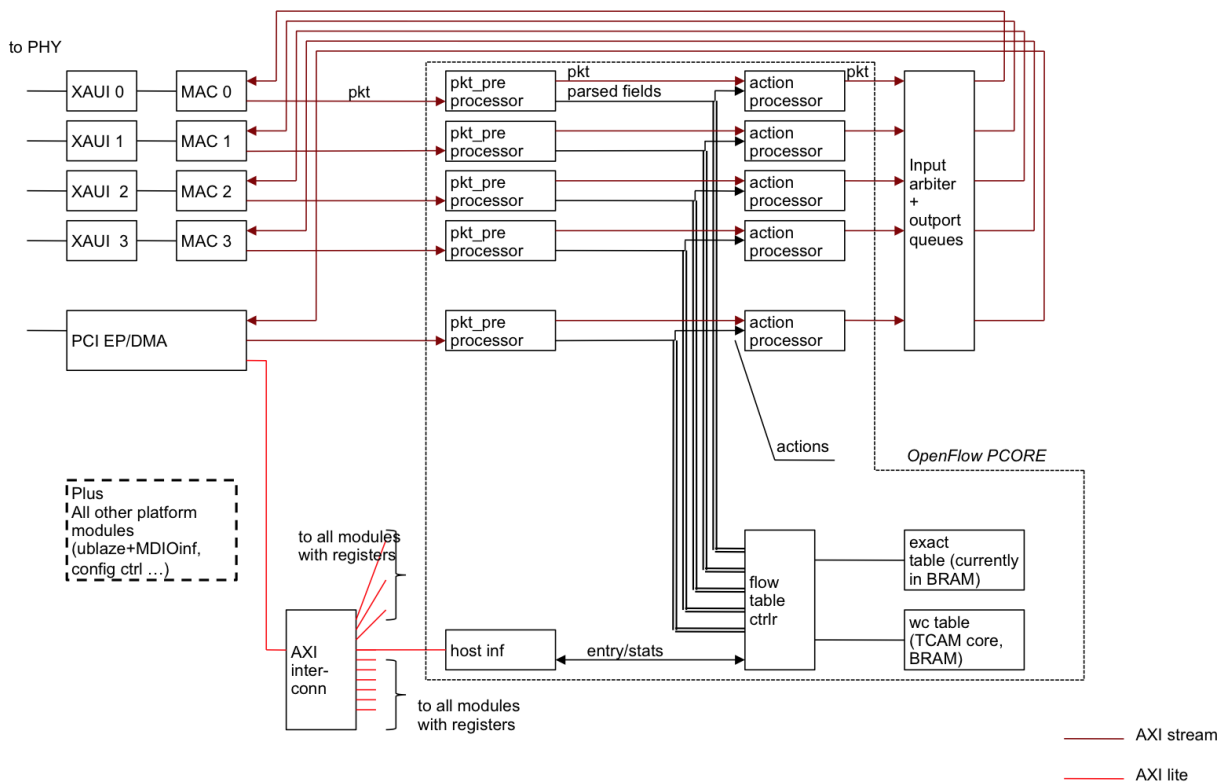 to PHY
XAUI 0
MAC 0
pkt
pkt_pre
processor
pkt
parsed fields
action
processor
pkt
XAUI 1
MAC 1
pkt_pre
processor
action
processor
XAUI 2
MAC 2
pkt_pre
processor
action
processor
XAUI 3
MAC 3
pkt_pre
processor
action
processor
Input
arbiter
+
outport
queues
PCI EP/DMA
pkt_pre
processor
action
processor
actions
OpenFlow PCORE
Plus
All other platform
modules
(ublaze+MDIOinf,
config ctrl …)
to all modules
with registers
flow
table
ctrlr
exact
table (currently
in BRAM)
wc table
(TCAM core,
BRAM)
AXI
inter-
conn
host inf
entry/stats
to all modules
with registers
AXI stream
AXI lite